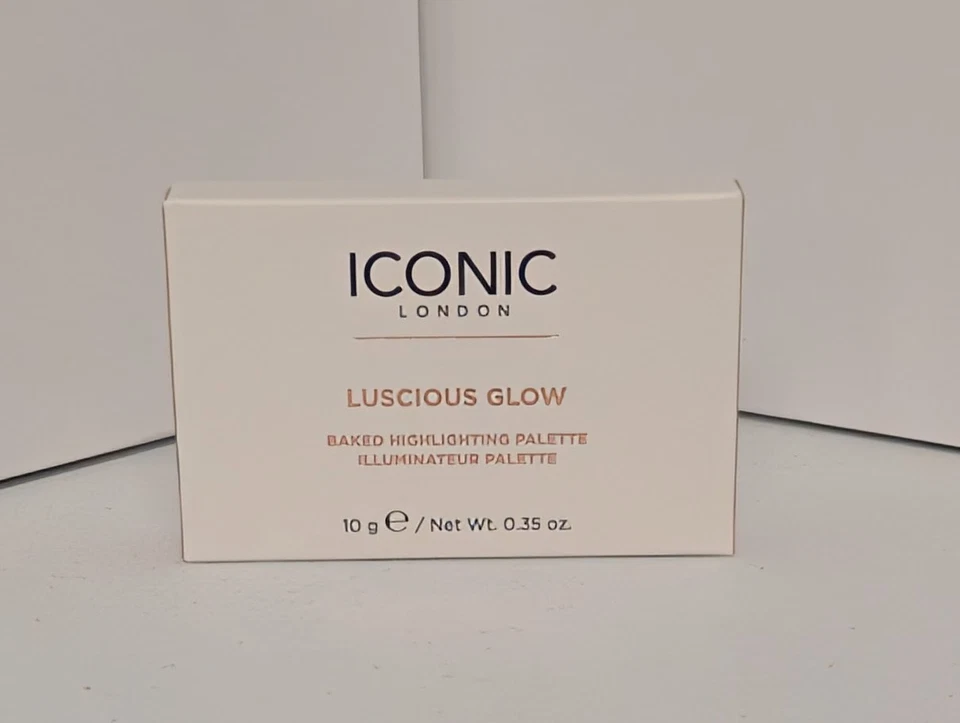 ICONIC
LONDON
LUSCIOUS GLOW
BAKED HIGHLIGHTING PALETTE
ILLUMINATEUR PALETTE
10 g ℮ / Net Wt. 0.35 oz.